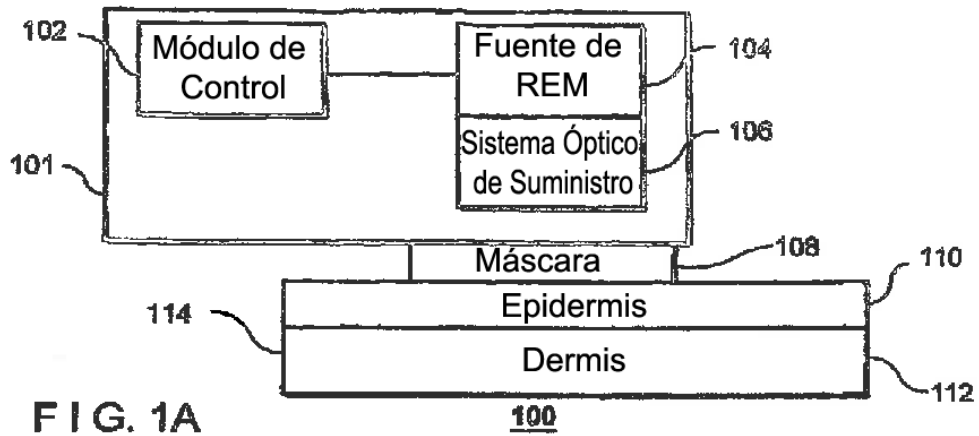 102
Módulo de
Control
Fuente de
REM
104
Sistema Óptico
de Suministro
106
101
Máscara
108
110
Epidermis
114
Dermis
112
FIG. 1A
100